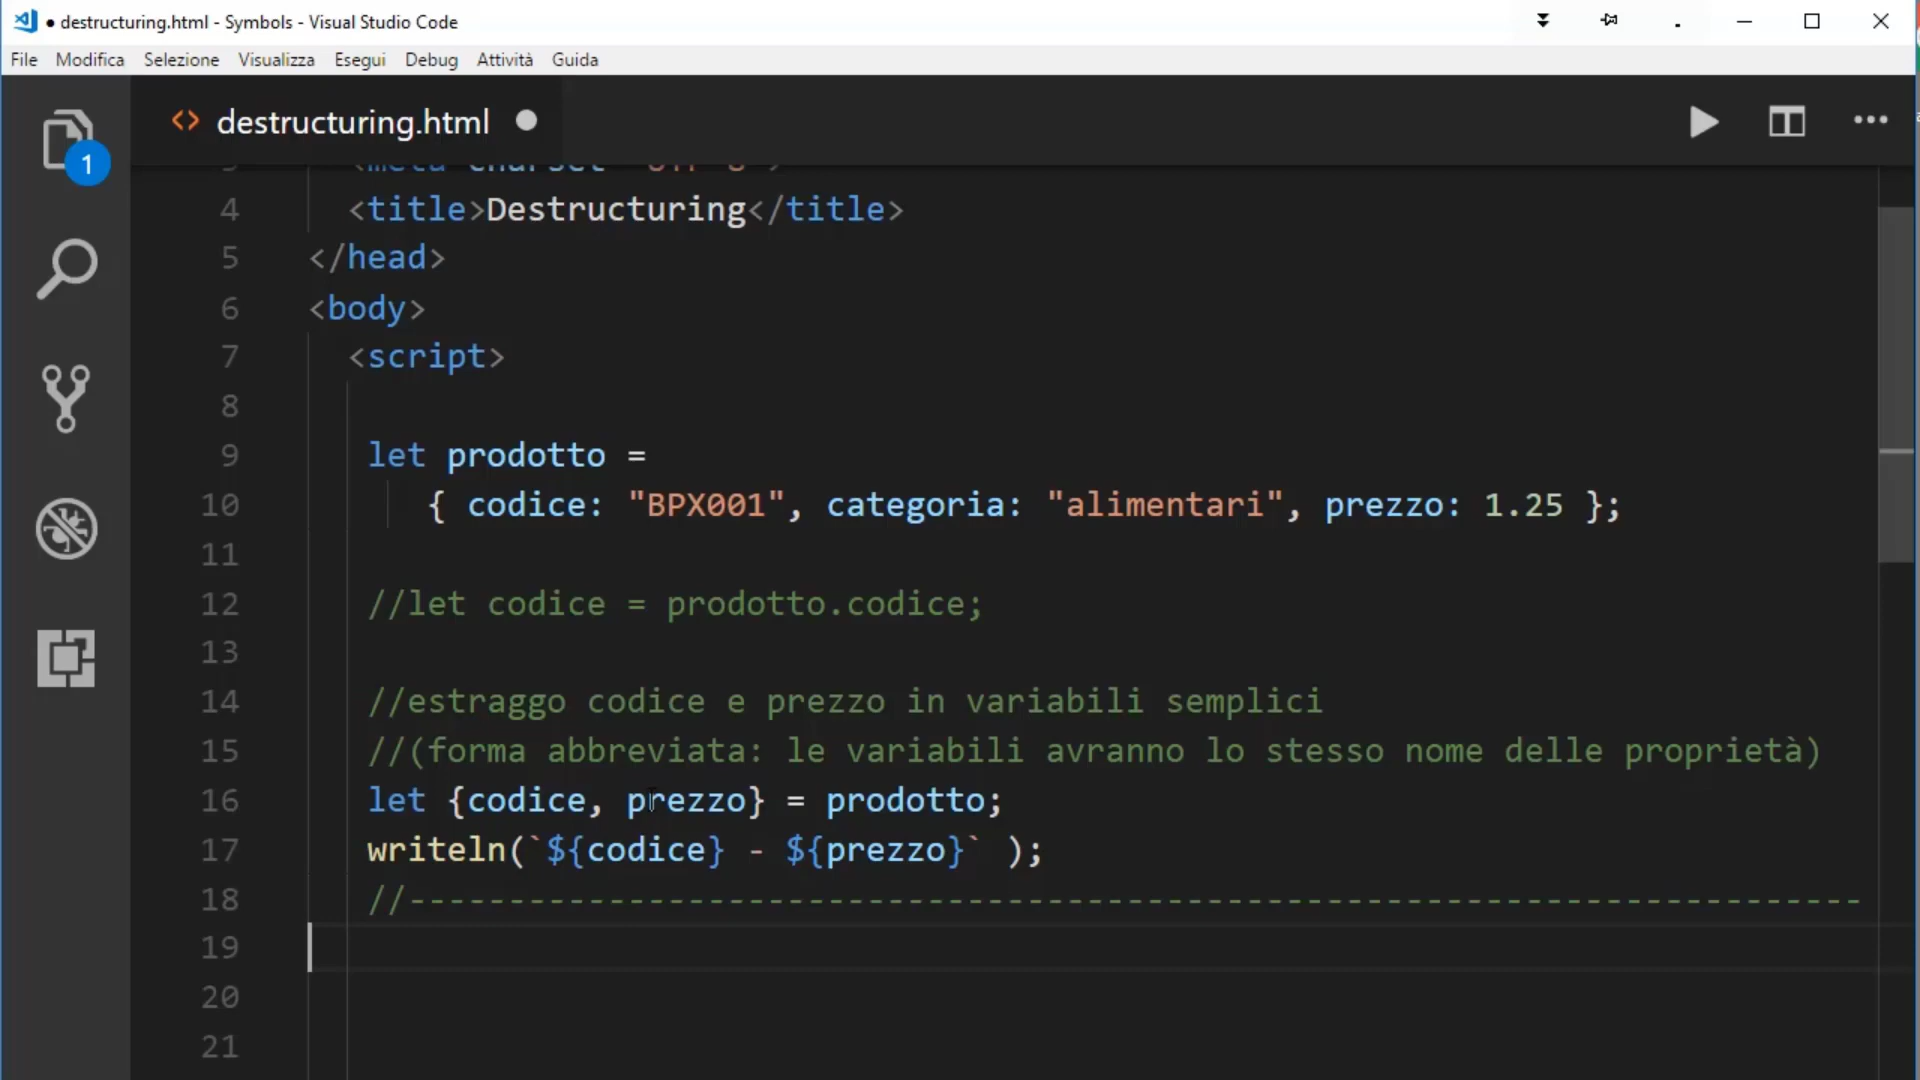 ● destructuring.html - Symbols - Visual Studio Code
File Modifica Selezione Visualizza Esegui Debug Attività Guida
destructuring.html
1
4 <title>Destructuring</title>
5 </head>
6 <body>
7 <script>
8
9 let prodotto =
10 { codice: "BPX001", categoria: "alimentari", prezzo: 1.25 };
11
12 //let codice = prodotto.codice;
13
14 //estraggo codice e prezzo in variabili semplici
15 //(forma abbreviata: le variabili avranno lo stesso nome delle proprietà)
16 let {codice, prezzo} = prodotto;
17 writeln(`${codice} - ${prezzo}` );
18 //-------------------------------------------------------------------------
19
20
21